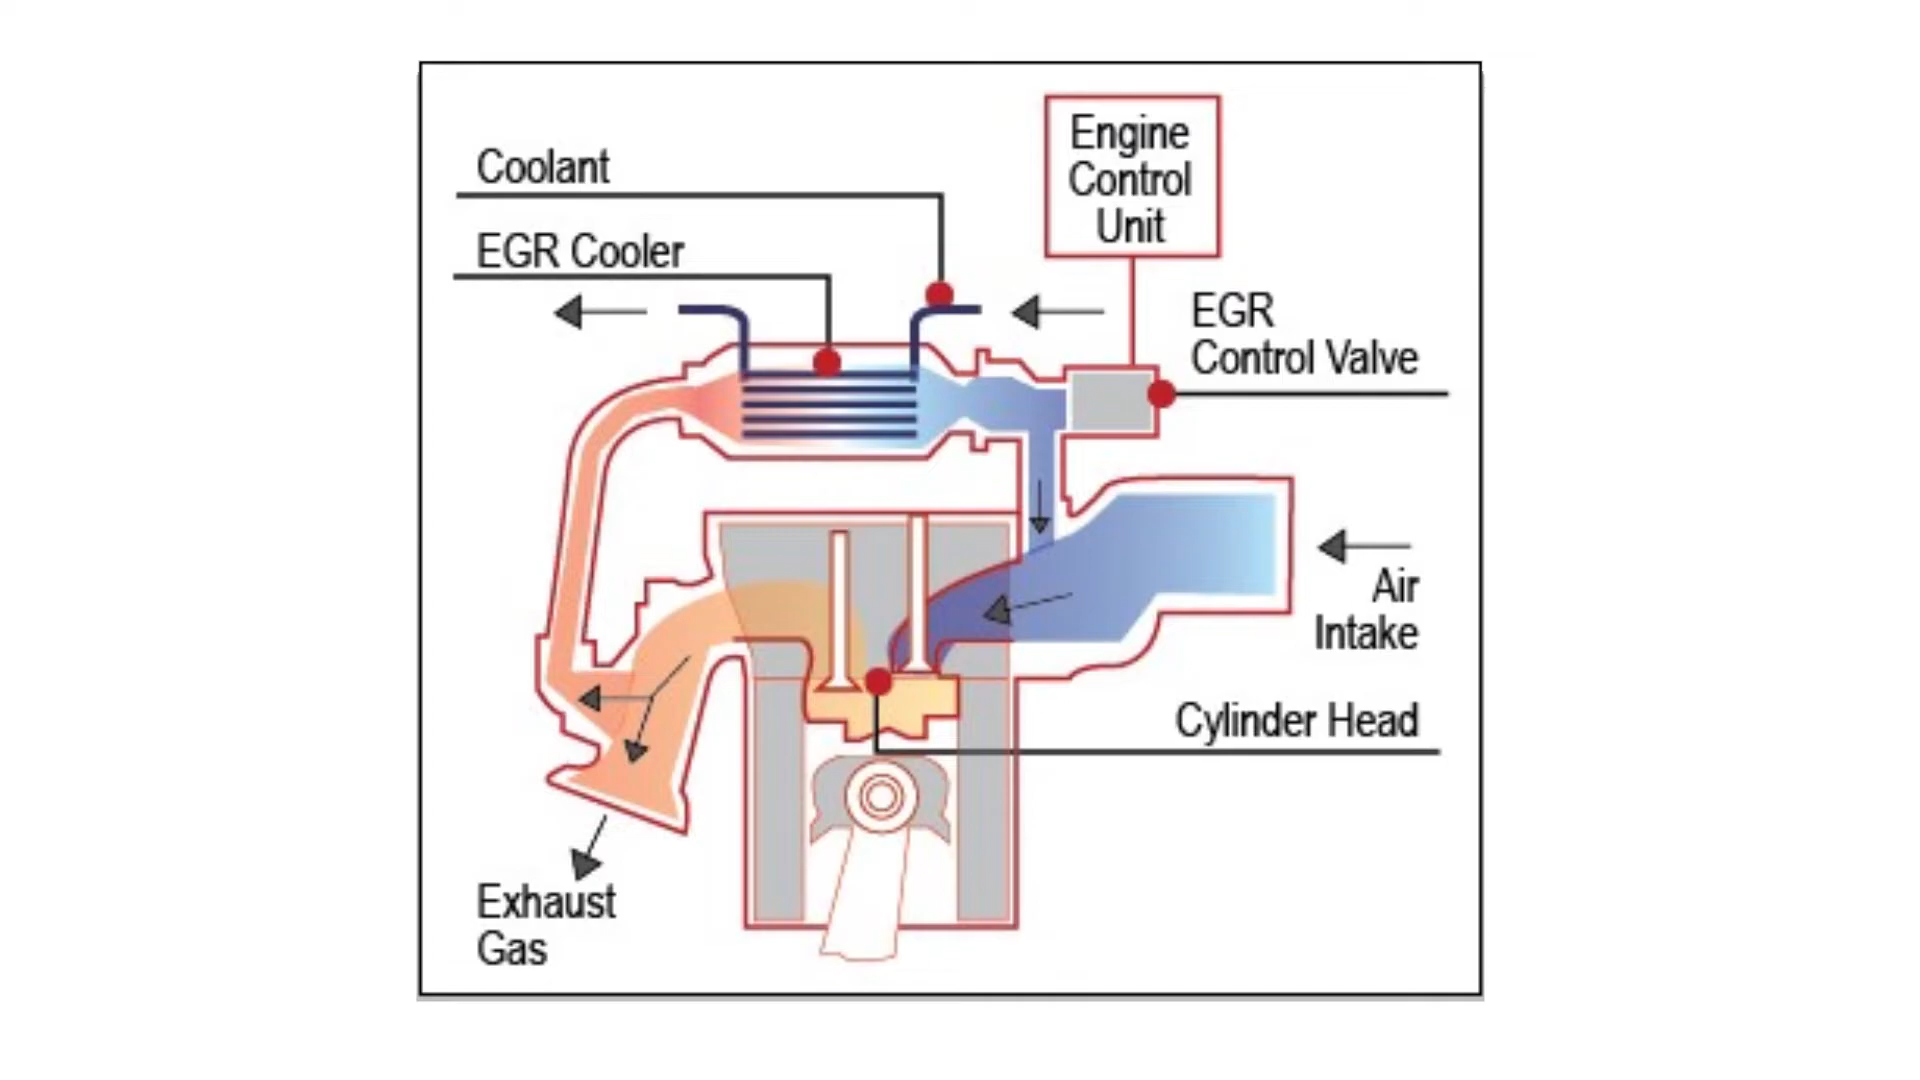 Coolant
EGR Cooler
Engine
Control
Unit
EGR
Control Valve
Air
Intake
Cylinder Head
Exhaust
Gas